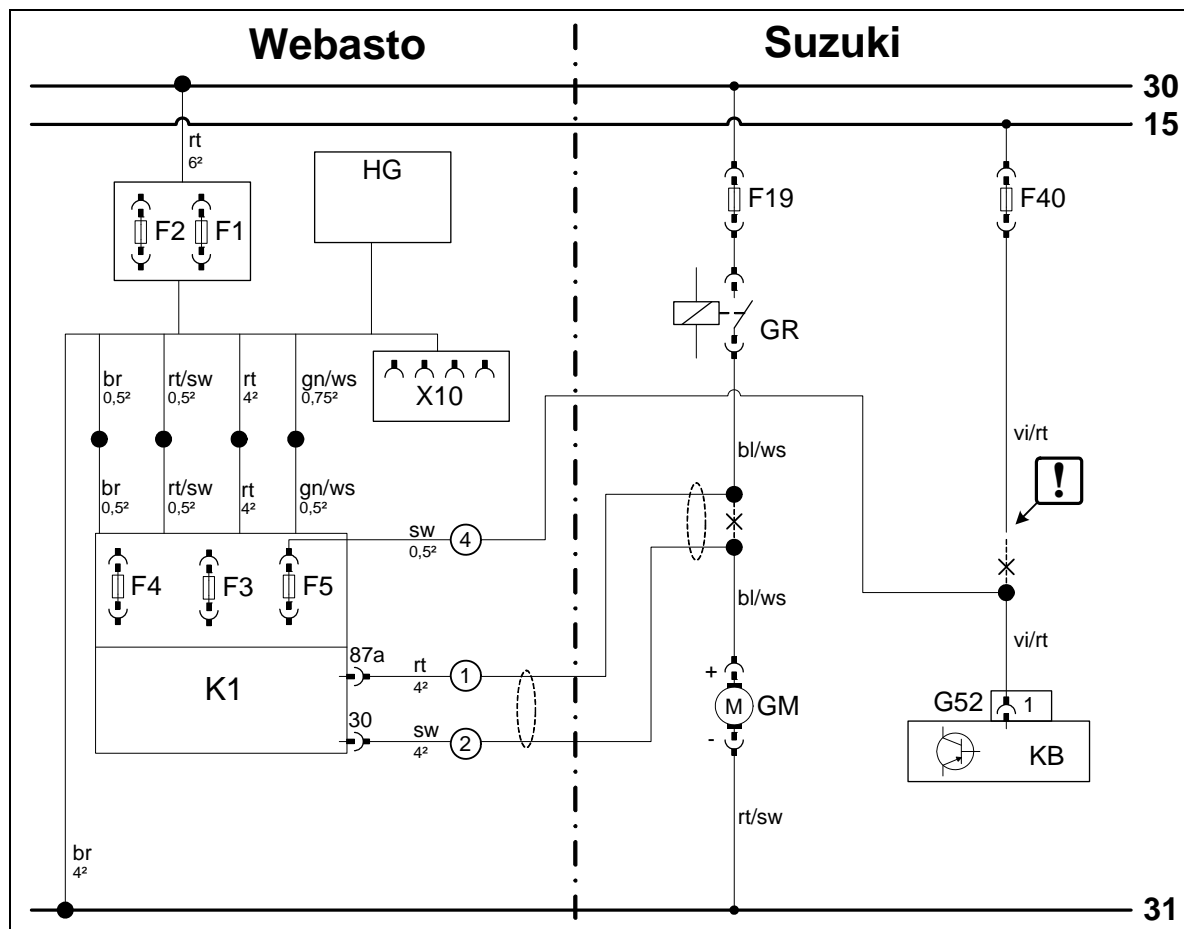 Webasto
Suzuki
30
15
rt
6²
HG
F2
F1
F19
F40
GR
X10
br
0,5²
rt/sw
0,5²
rt
4²
gn/ws
0,75²
bl/ws
vi/rt
!
br
0,5²
rt/sw
0,5²
rt
4²
gn/ws
0,5²
sw
0,5²
4
F4
F3
F5
bl/ws
vi/rt
87a
rt
4²
1
K1
30
sw
4²
2
+
M
GM
-
G52
1
KB
rt/sw
br
4²
31